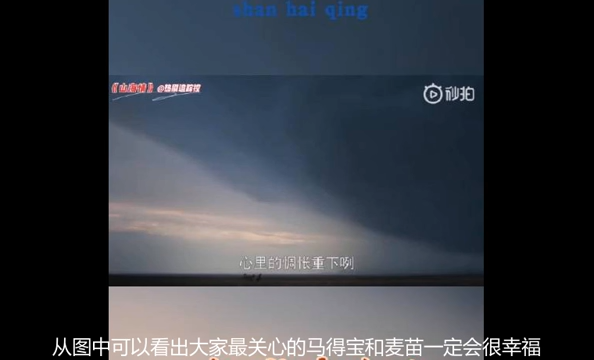 shan hai qing
《山海情》
秒拍
心里的惆怅重下咧
从图中可以看出大家最关心的马得宝和麦苗一定会很幸福